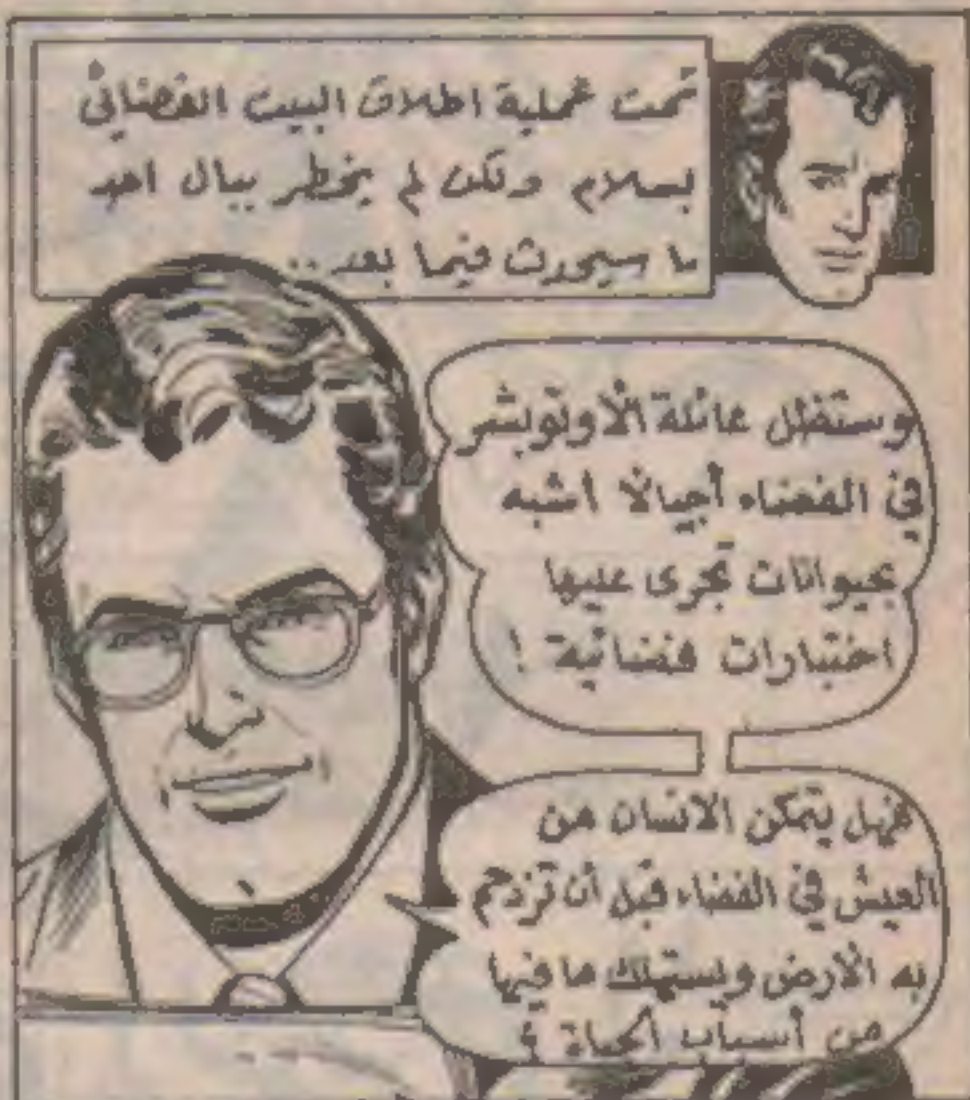 تمت عملية اطلاق البيت الفضائي
بسلام ولكن لم يخطر ببال احد
ما سيحدث فيما بعد ..
وستظل عائلة الأوتوبشر
في الفضاء أجيالاً اشبه
بحيوانات تجرى عليها
اختبارات فضائية !
فهل يتمكن الانسان من
العيش في الفضاء قبل أن تزدحم
به الأرض ويستهلك ما فيها
من أسباب الحياة ؟